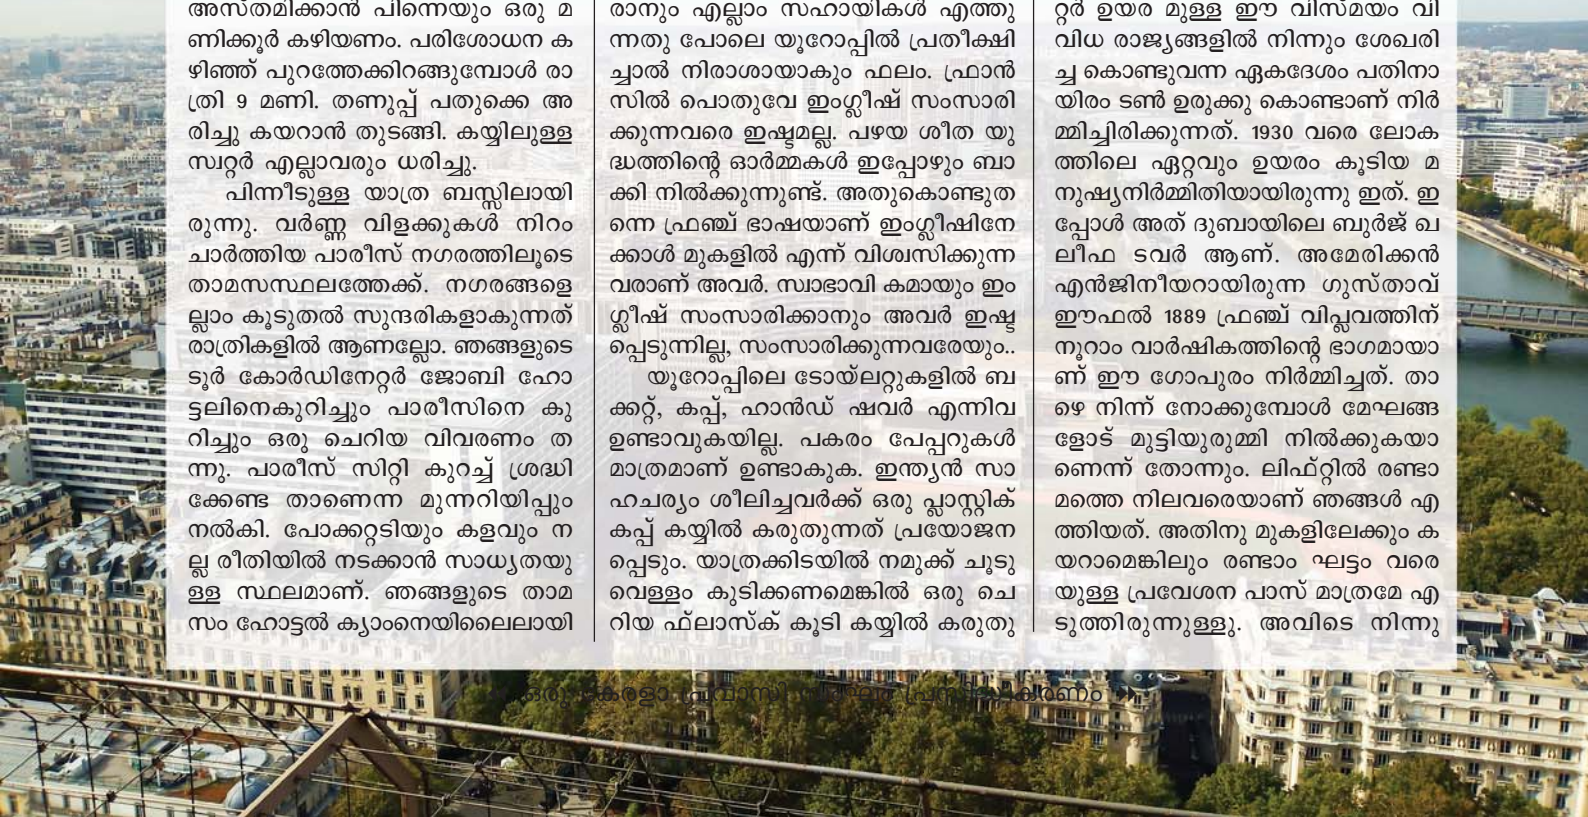 അസ്തമിക്കാൻ പിന്നെയും ഒരു മ
ണിക്കൂർ കഴിയണം. പരിശോധന ക
ഴിഞ്ഞ് പുറത്തേക്കിറങ്ങുമ്പോൾ രാ
ത്രി 9 മണി. തണുപ്പ് പതുക്കെ അ
രിച്ചു കയറാൻ തുടങ്ങി. കയ്യിലുള്ള
സ്വറ്റർ എല്ലാവരും ധരിച്ചു.
പിന്നീടുള്ള യാത്ര ബസ്സിലായി
രുന്നു. വർണ്ണ വിളക്കുകൾ നിറം
ചാർത്തിയ പാരീസ് നഗരത്തിലൂടെ
താമസസ്ഥലത്തേക്ക്. നഗരങ്ങളെ
ല്ലാം കൂടുതൽ സുന്ദരികളാകുന്നത്
രാത്രികളിൽ ആണല്ലോ. ഞങ്ങളുടെ
ടൂർ കോർഡിനേറ്റർ ജോബി ഹോ
ട്ടലിനെകുറിച്ചും പാരീസിനെ കു
റിച്ചും ഒരു ചെറിയ വിവരണം ത
ന്നു. പാരീസ് സിറ്റി കുറച്ച് ശ്രദ്ധി
ക്കേണ്ട താണെന്ന മുന്നറിയിപ്പും
നൽകി. പോക്കറ്റടിയും കളവും ന
ല്ല രീതിയിൽ നടക്കാൻ സാധ്യതയു
ള്ള സ്ഥലമാണ്. ഞങ്ങളുടെ താമ
സം ഹോട്ടൽ ക്യാംനെയിലൈലായി
രാനും എല്ലാം സഹായികൾ എത്തു
ന്നതു പോലെ യൂറോപ്പിൽ പ്രതീക്ഷി
ച്ചാൽ നിരാശായാകും ഫലം. ഫ്രാൻ
സിൽ പൊതുവേ ഇംഗ്ലീഷ് സംസാരി
ക്കുന്നവരെ ഇഷ്ടമല്ല. പഴയ ശീത യു
ദ്ധത്തിന്റെ ഓർമ്മകൾ ഇപ്പോഴും ബാ
ക്കി നിൽക്കുന്നുണ്ട്. അതുകൊണ്ടുത
ന്നെ ഫ്രഞ്ച് ഭാഷയാണ് ഇംഗ്ലീഷിനേ
ക്കാൾ മുകളിൽ എന്ന് വിശ്വസിക്കുന്ന
വരാണ് അവർ. സ്വാഭാവി കമായും ഇം
ഗ്ലീഷ് സംസാരിക്കാനും അവർ ഇഷ്ട
പ്പെടുന്നില്ല, സംസാരിക്കുന്നവരേയും..
യൂറോപ്പിലെ ടോയ്‌ലറ്റുകളിൽ ബ
ക്കറ്റ്, കപ്പ്, ഹാൻഡ് ഷവർ എന്നിവ
ഉണ്ടാവുകയില്ല. പകരം പേപ്പറുകൾ
മാത്രമാണ് ഉണ്ടാകുക. ഇന്ത്യൻ സാ
ഹചര്യം ശീലിച്ചവർക്ക് ഒരു പ്ലാസ്റ്റിക്
കപ്പ് കയ്യിൽ കരുതുന്നത് പ്രയോജന
പ്പെടും. യാത്രക്കിടയിൽ നമുക്ക് ചൂടു
വെള്ളം കുടിക്കണമെങ്കിൽ ഒരു ചെ
റിയ ഫ്ലാസ്ക് കൂടി കയ്യിൽ കരുതു
റ്റർ ഉയര മുള്ള ഈ വിസ്മയം വി
വിധ രാജ്യങ്ങളിൽ നിന്നും ശേഖരി
ച്ച കൊണ്ടുവന്ന ഏകദേശം പതിനാ
യിരം ടൺ ഉരുക്കു കൊണ്ടാണ് നിർ
മ്മിച്ചിരിക്കുന്നത്. 1930 വരെ ലോക
ത്തിലെ ഏറ്റവും ഉയരം കൂടിയ മ
നുഷ്യനിർമ്മിതിയായിരുന്നു ഇത്. ഇ
പ്പോൾ അത് ദുബായിലെ ബുർജ് ഖ
ലീഫ ടവർ ആണ്. അമേരിക്കൻ
എൻജിനീയറായിരുന്ന ഗുസ്താവ്
ഈഫൽ 1889 ഫ്രഞ്ച് വിപ്ലവത്തിന്
നൂറാം വാർഷികത്തിന്റെ ഭാഗമായാ
ണ് ഈ ഗോപുരം നിർമ്മിച്ചത്. താ
ഴെ നിന്ന് നോക്കുമ്പോൾ മേഘങ്ങ
ളോട് മുട്ടിയുരുമ്മി നിൽക്കുകയാ
ണെന്ന് തോന്നും. ലിഫ്റ്റിൽ രണ്ടാ
മത്തെ നിലവരെയാണ് ഞങ്ങൾ എ
ത്തിയത്. അതിനു മുകളിലേക്കും ക
യറാമെങ്കിലും രണ്ടാം ഘട്ടം വരെ
യുള്ള പ്രവേശന പാസ് മാത്രമേ എ
ടുത്തിരുന്നുള്ളു. അവിടെ നിന്നു
ഒരു കേരളാ പ്രവാസി